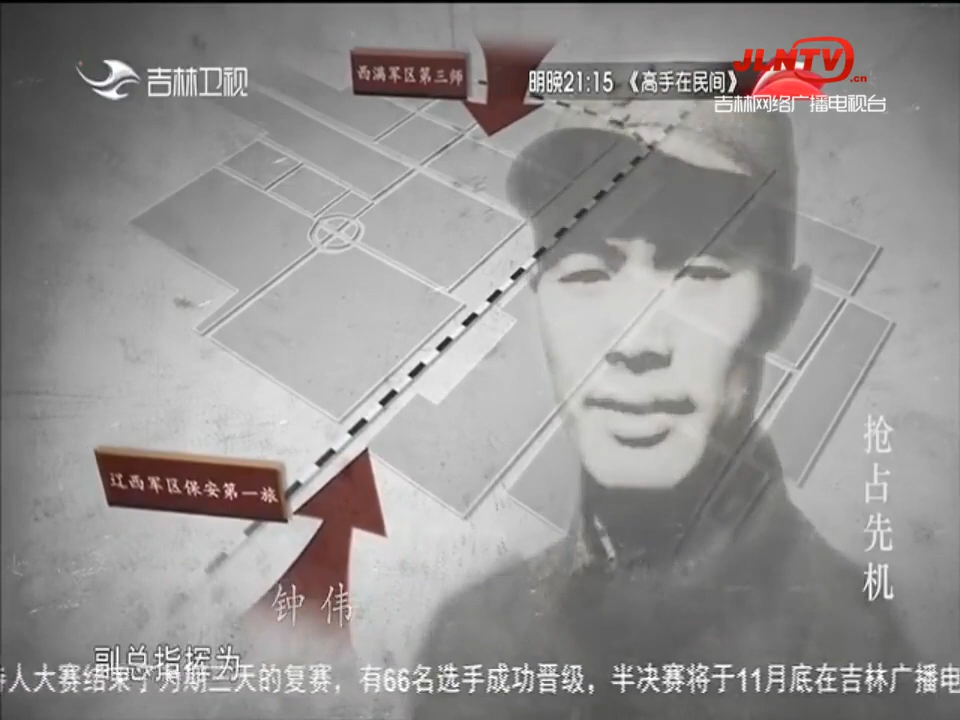 吉林卫视
西满军区第三师
明晚21:15 《高手在民间》
JLNTV.cn
吉林网络广播电视台
辽西军区保安第一旅
抢占先机
钟伟
副总指挥为
人大赛结束了为期三天的复赛，有66名选手成功晋级，半决赛将于11月底在吉林广播电